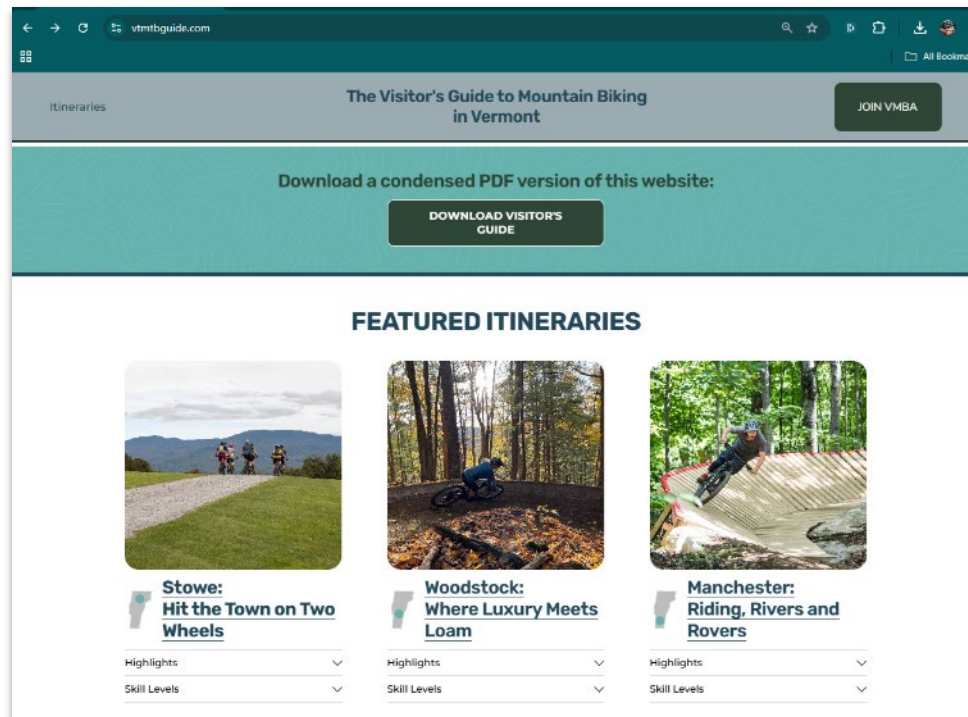 vtmtbguide.com
Itineraries
The Visitor's Guide to Mountain Biking
in Vermont
JOIN VMBA
Download a condensed PDF version of this website:
DOWNLOAD VISITOR'S
GUIDE
FEATURED ITINERARIES
Stowe:
Hit the Town on Two
Wheels
Highlights
Skill Levels
Woodstock:
Where Luxury Meets
Loam
Highlights
Skill Levels
Manchester:
Riding, Rivers and
Rovers
Highlights
Skill Levels